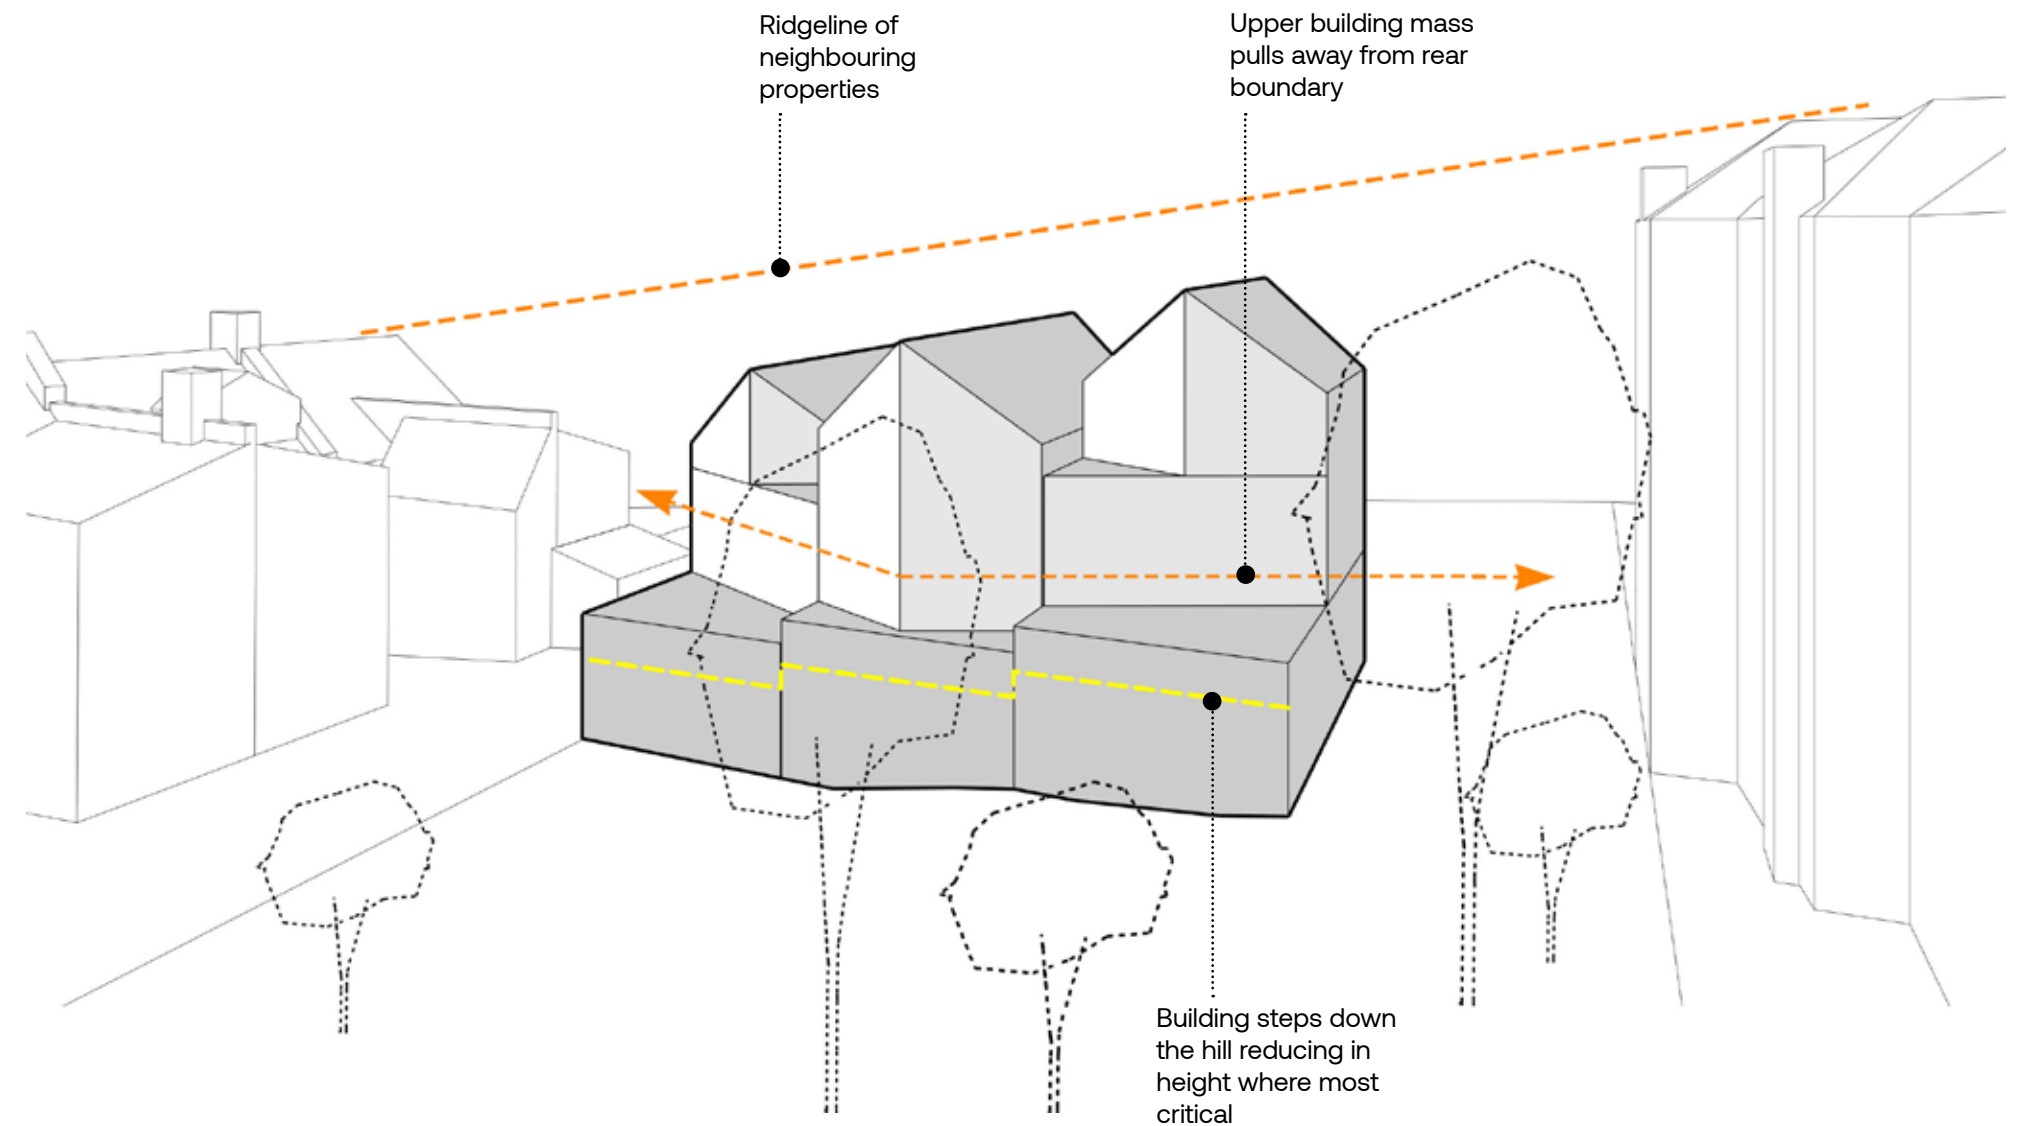 Ridgeline of
neighbouring
properties
Upper building mass
pulls away from rear
boundary
Building steps down
the hill reducing in
height where most
critical